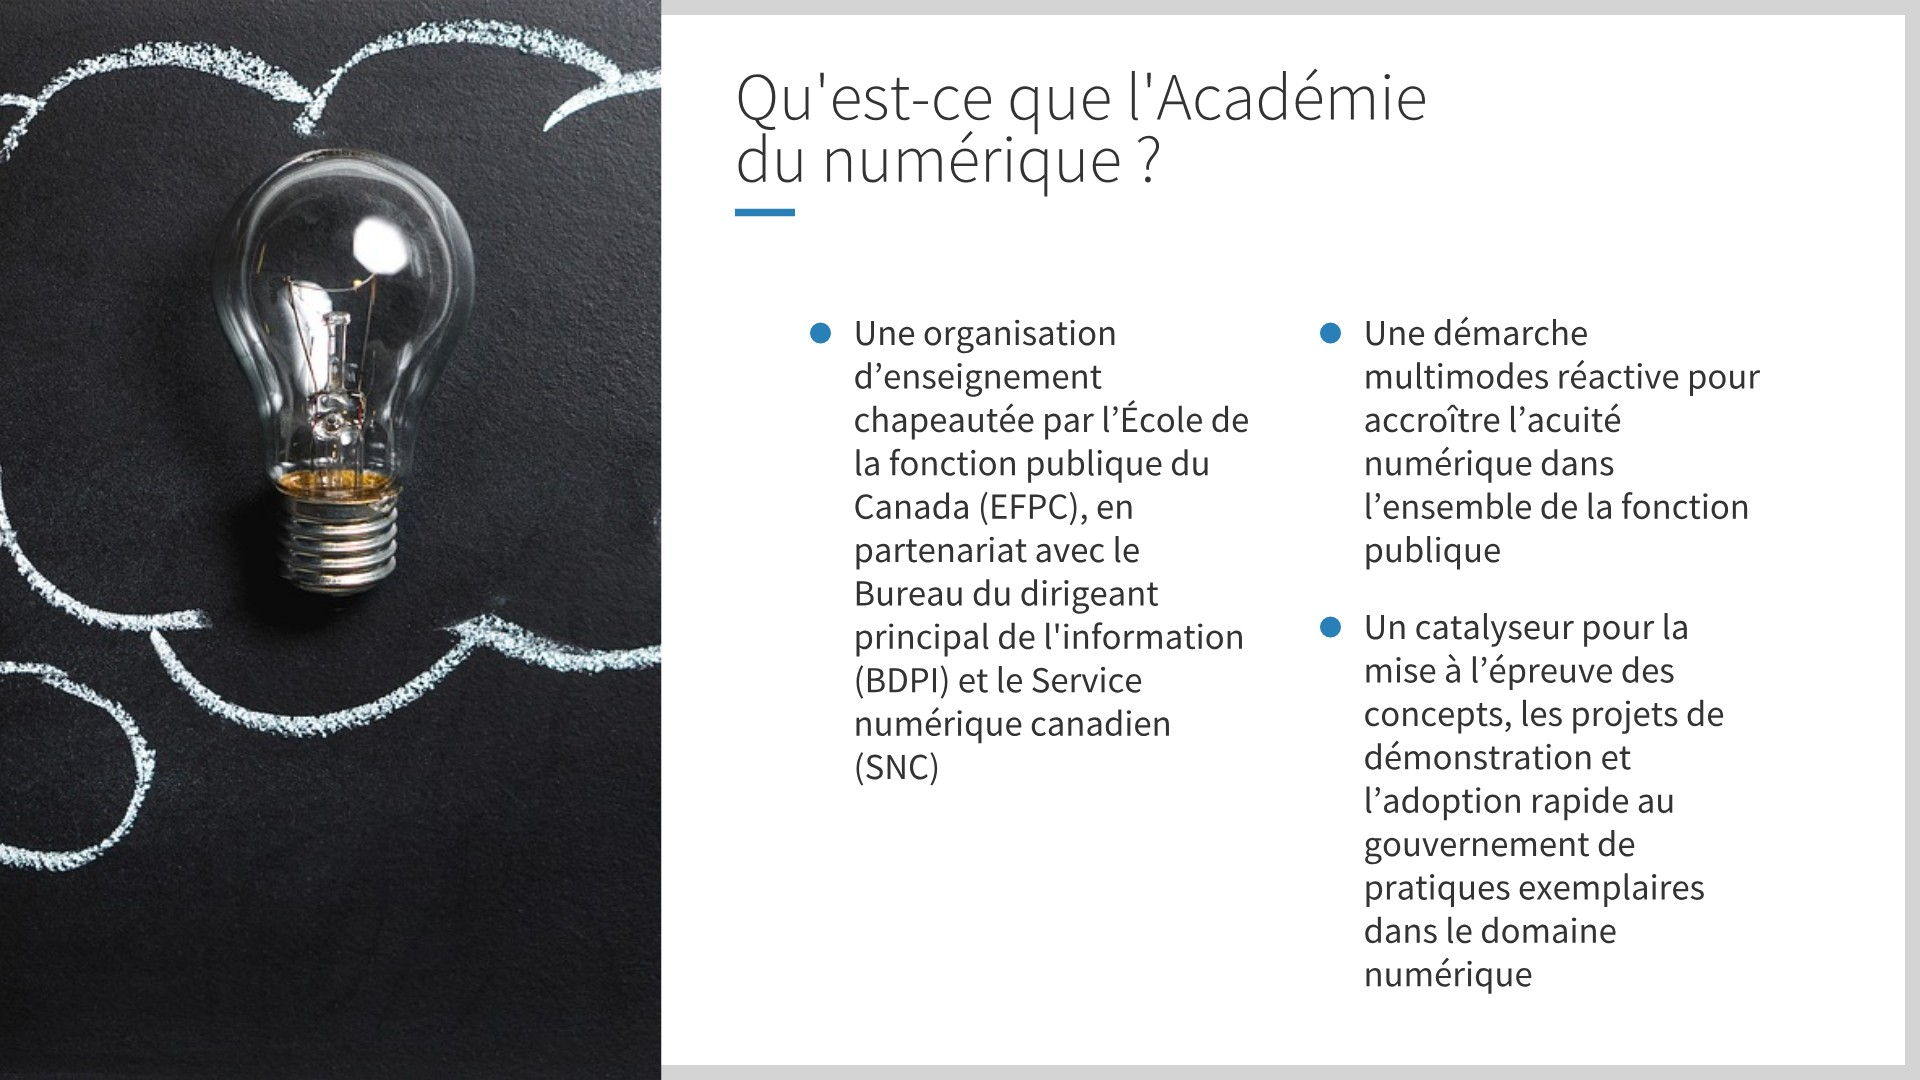 Qu'est-ce que l'Académie
du numérique ?
Une organisation
d’enseignement
chapeautée par l’École de
la fonction publique du
Canada (EFPC), en
partenariat avec le
Bureau du dirigeant
principal de l'information
(BDPI) et le Service
numérique canadien
(SNC)
Une démarche
multimodes réactive pour
accroître l’acuité
numérique dans
l’ensemble de la fonction
publique
Un catalyseur pour la
mise à l’épreuve des
concepts, les projets de
démonstration et
l’adoption rapide au
gouvernement de
pratiques exemplaires
dans le domaine
numérique